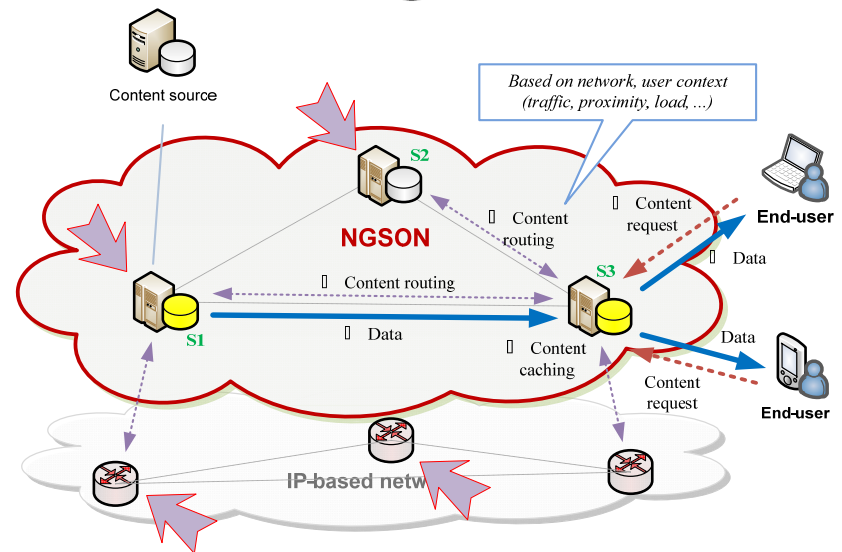 Content source
Based on network, user context
(traffic, proximity, load, ...)
S2
NGSON
▯ Content
routing
▯ Content
request
End-user
▯ Data
S3
▯ Content routing
S1
▯ Data
▯ Content
caching
Data
Content
request
End-user
IP-based netw